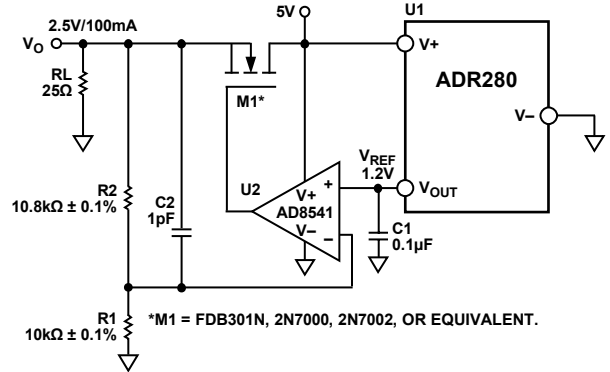 2.5V/100mA
5V
U1
VO
RL
25Ω
M1*
V+
ADR280
V–
R2
10.8kΩ ± 0.1%
C2
1pF
U2
V+
AD8541
V–
+
–
VREF
1.2V
VOUT
C1
0.1µF
R1
10kΩ ± 0.1%
*M1 = FDB301N, 2N7000, 2N7002, OR EQUIVALENT.